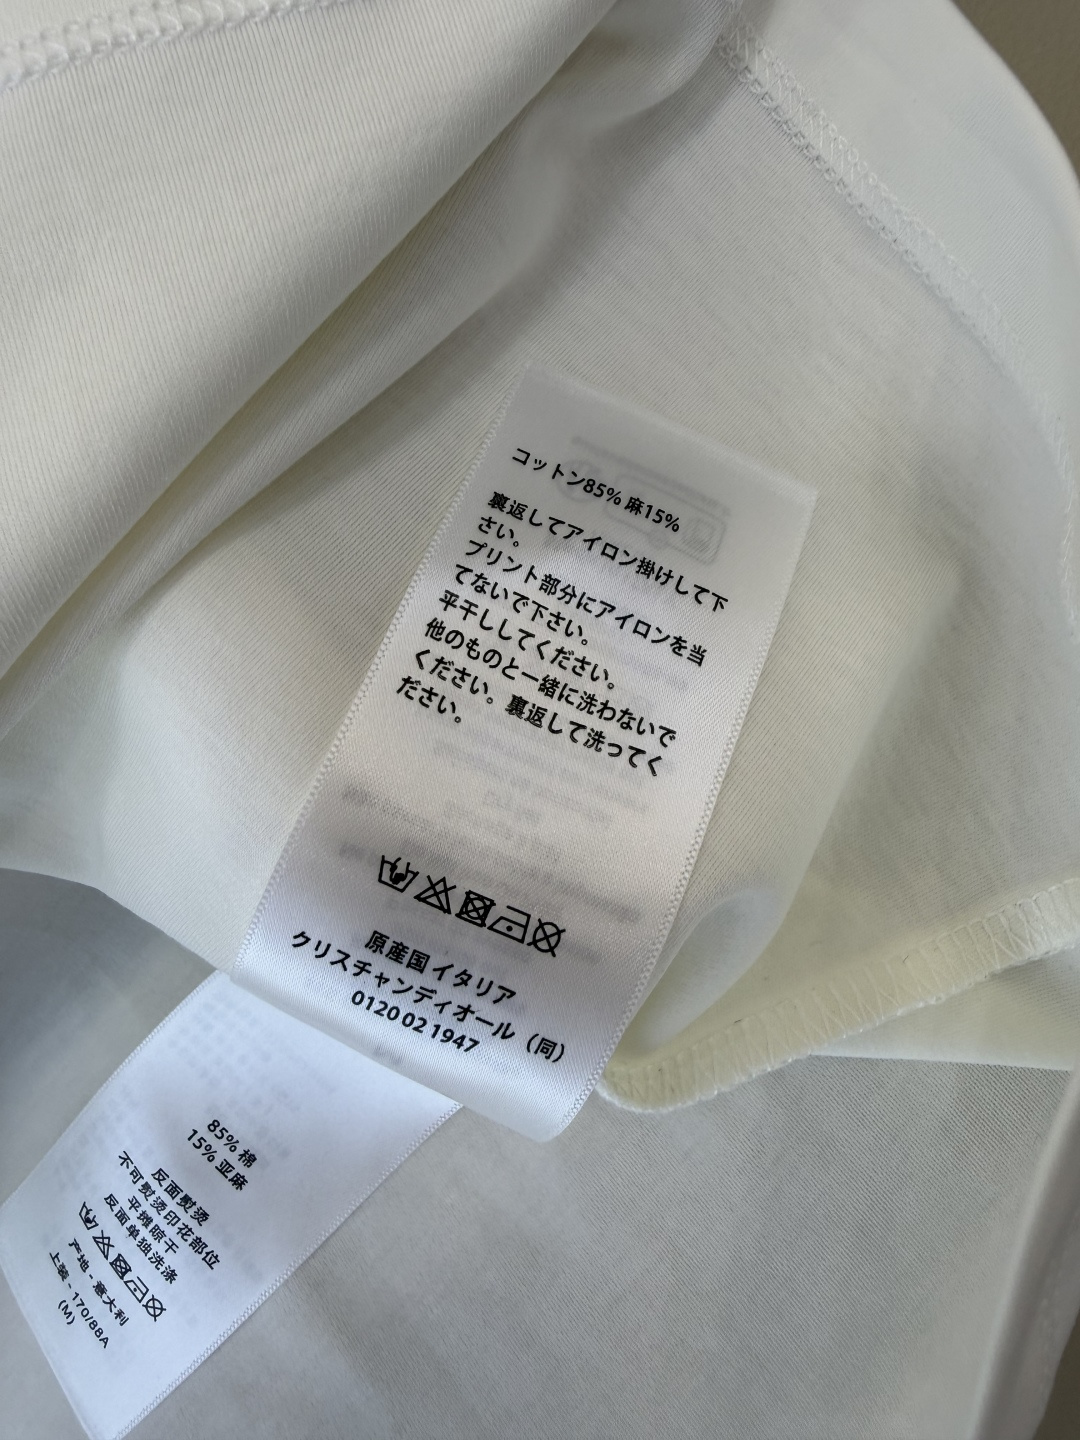 コットン85% 麻15%
裏返してアイロン掛けして下
さい。
プリント部分にアイロンを当
てないで下さい。
平干ししてください。
他のものと一緒に洗わないで
ください。裏返して洗ってく
ださい。
原産国 イタリア
クリスチャンディオール（同）
0120 02 1947
85% 棉
15% 亚麻
反面熨烫
不可熨烫印花部位
平摊晾干
反面单独洗涤
产地 - 意大利
上装 - 170/88A
(M)